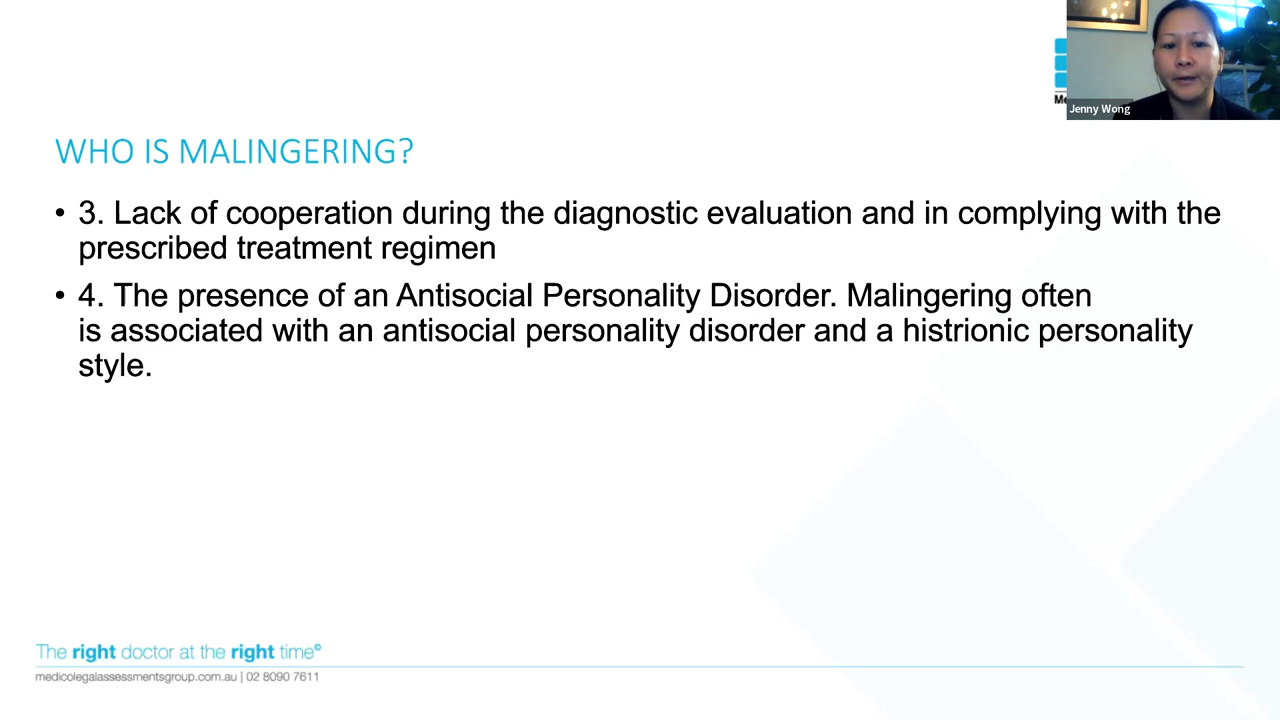 Me
Jenny Wong
WHO IS MALINGERING?
• 3. Lack of cooperation during the diagnostic evaluation and in complying with the
prescribed treatment regimen
• 4. The presence of an Antisocial Personality Disorder. Malingering often
is associated with an antisocial personality disorder and a histrionic personality
style.
The right doctor at the right time©
medicolegalassessmentsgroup.com.au | 02 8090 7611